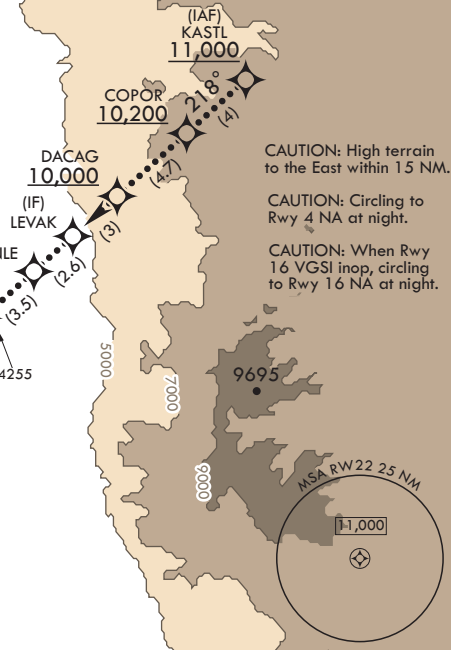 (IAF)
KASTL
11,000
218°
(4)
COPOR
10,200
(4.7)
DACAG
10,000
(3)
(IF)
LEVAK
(2.6)
(3.5)
4255
CAUTION: High terrain
to the East within 15 NM.
CAUTION: Circling to
Rwy 4 NA at night.
CAUTION: When Rwy
16 VGSI inop, circling
to Rwy 16 NA at night.
5000
7000
9000
9695
MSA RW22 25 NM
11,000